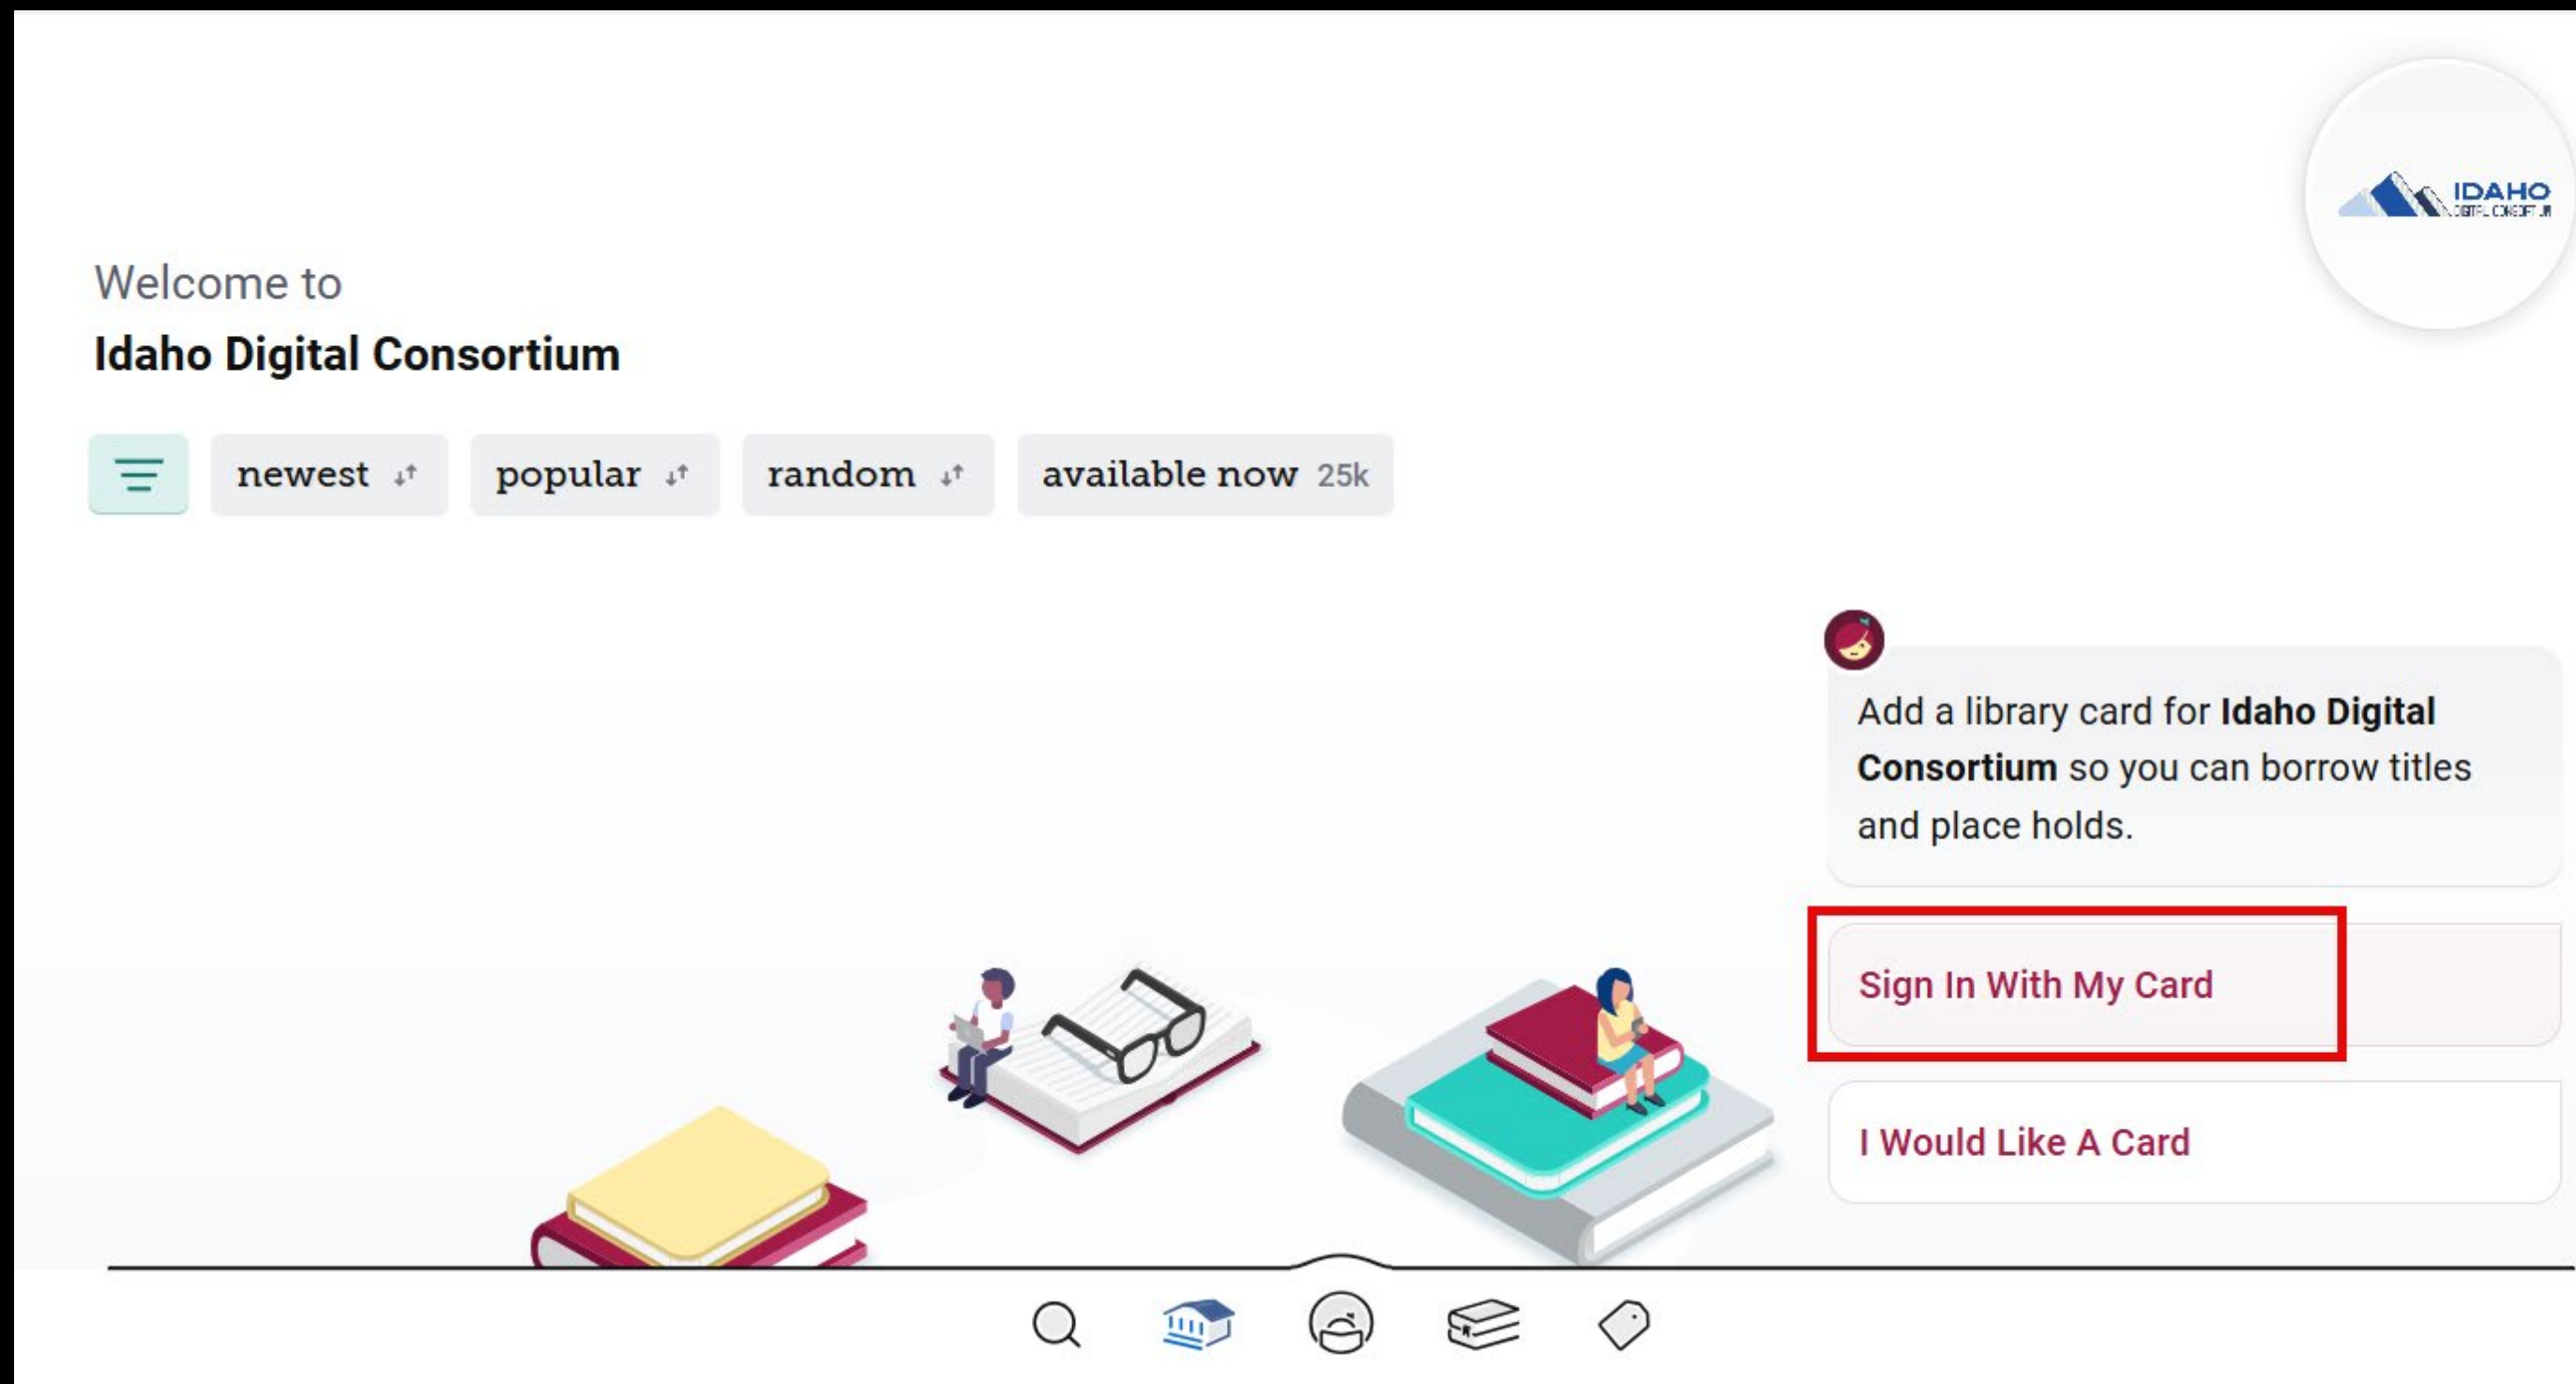 IDAHO
Welcome to
Idaho Digital Consortium
newest
popular
random
available now 25k
Add a library card for Idaho Digital
Consortium so you can borrow titles
and place holds.
Sign In With My Card
I Would Like A Card